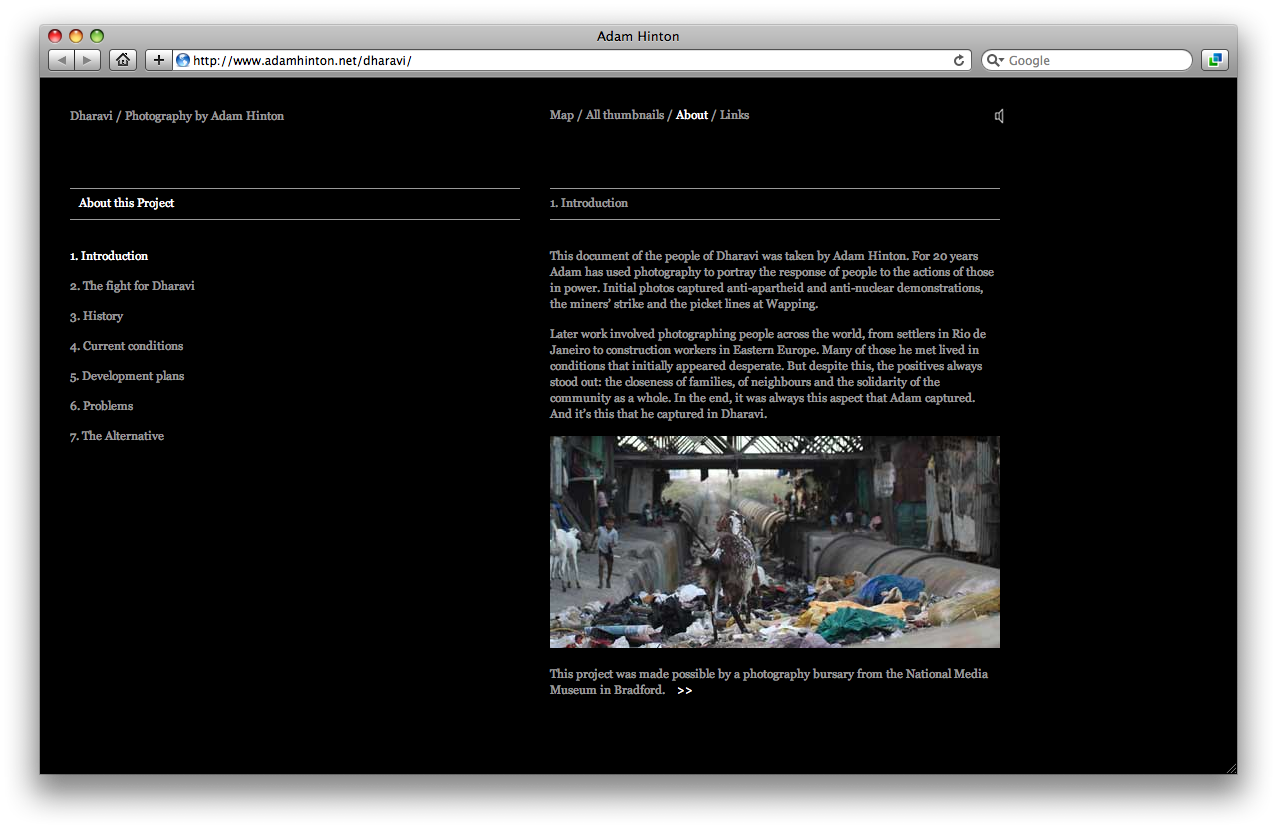 Adam Hinton
http://www.adamhinton.net/dharavi/
Google
Dharavi / Photography by Adam Hinton
Map / All thumbnails / About / Links
About this Project
1. Introduction
2. The fight for Dharavi
3. History
4. Current conditions
5. Development plans
6. Problems
7. The Alternative
1. Introduction
This document of the people of Dharavi was taken by Adam Hinton. For 20 years
Adam has used photography to portray the response of people to the actions of those
in power. Initial photos captured anti-apartheid and anti-nuclear demonstrations,
the miners’ strike and the picket lines at Wapping.
Later work involved photographing people across the world, from settlers in Rio de
Janeiro to construction workers in Eastern Europe. Many of those he met lived in
conditions that initially appeared desperate. But despite this, the positives always
stood out: the closeness of families, of neighbours and the solidarity of the
community as a whole. In the end, it was always this aspect that Adam captured.
And it’s this that he captured in Dharavi.
This project was made possible by a photography bursary from the National Media
Museum in Bradford. >>